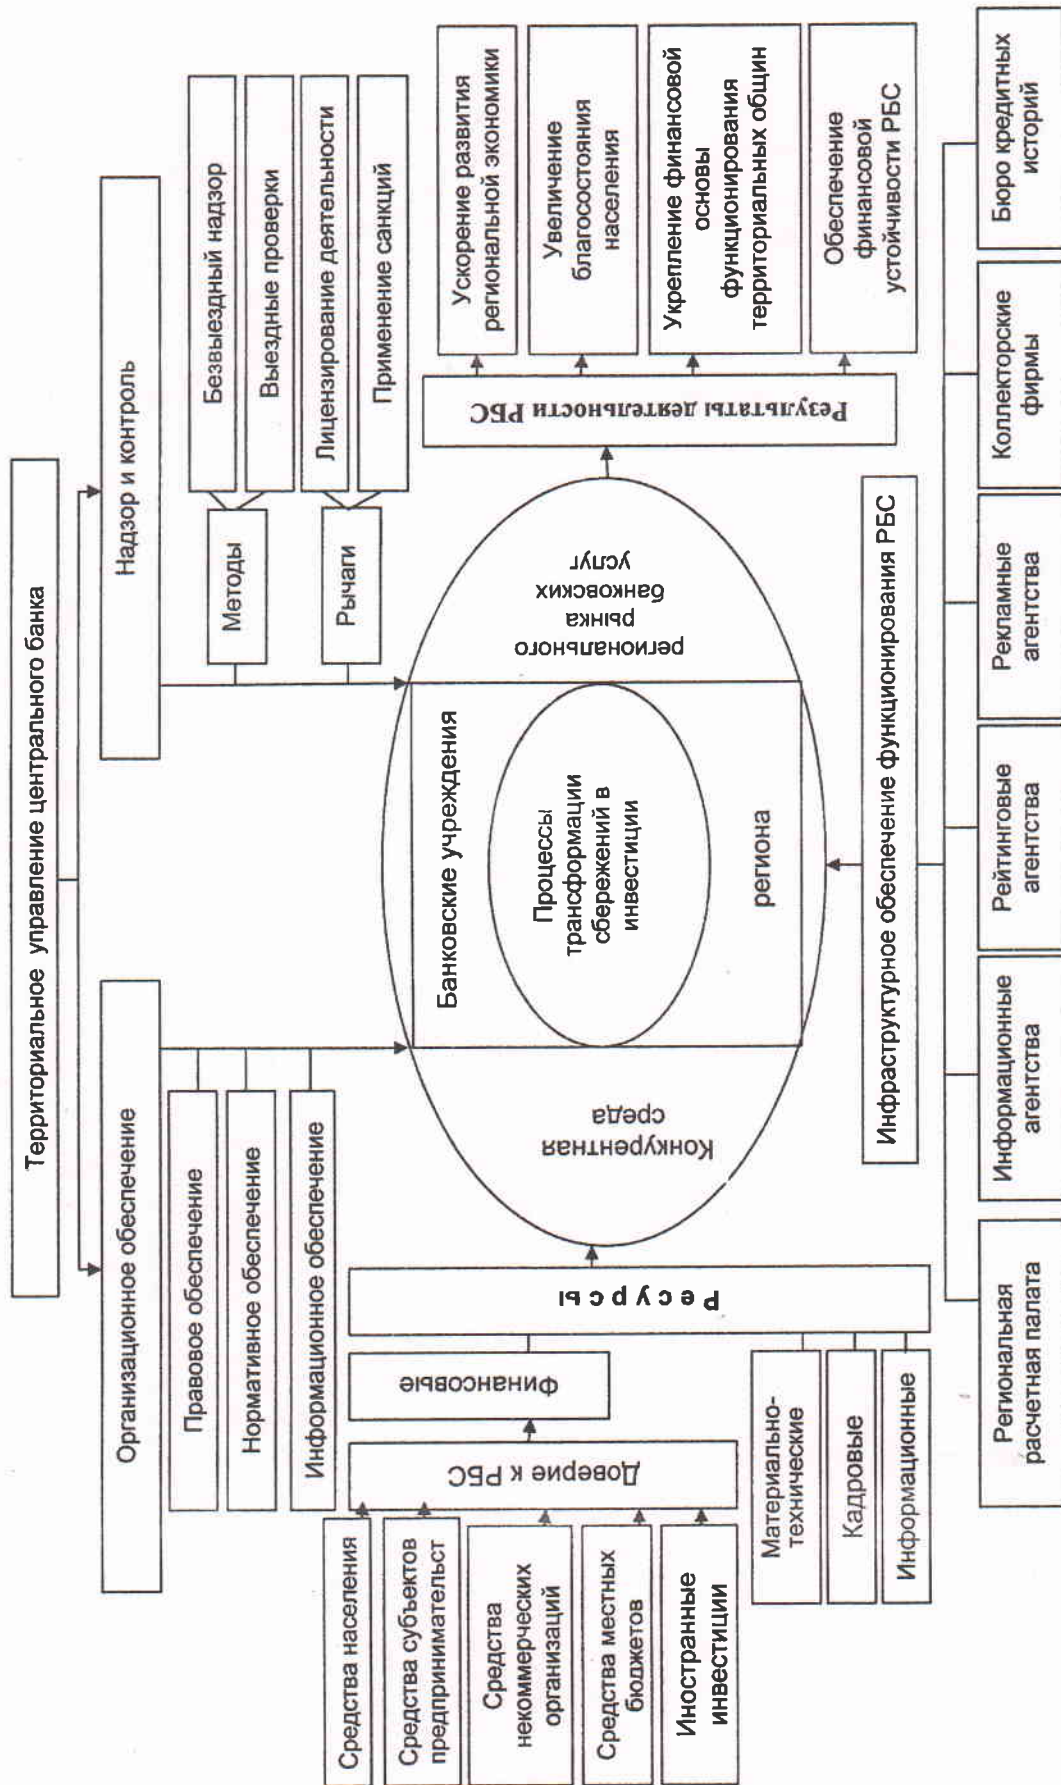 Территориальное управление центрального банка
Организационное обеспечение
Надзор и контроль
Правовое обеспечение
Нормативное обеспечение
Информационное обеспечение
Методы
Рычаги
Безвыездный надзор
Выездные проверки
Лицензирование деятельности
Применение санкций
Средства населения
Средства субъектов
предпринимательст
Средства
некоммерческих
организаций
Средства местных
бюджетов
Иностранные
инвестиции
Доверие к РБС
Финансовые
Ресурсы
Материально-
технические
Кадровые
Информационные
Конкурентная
среда
Банковские учреждения
Процессы
трансформации
сбережений в
инвестиции
региона
регионального
рынка
банковских
услуг
Результаты деятельности РБС
Ускорение развития
региональной экономики
Увеличение
благосостояния
населения
Укрепление финансовой
основы
функционирования
территориальных общин
Обеспечение
финансовой
устойчивости РБС
Инфраструктурное обеспечение функционирования РБС
Региональная
расчетная палата
Информационные
агентства
Рейтинговые
агентства
Рекламные
агентства
Коллекторские
фирмы
Бюро кредитных
историй